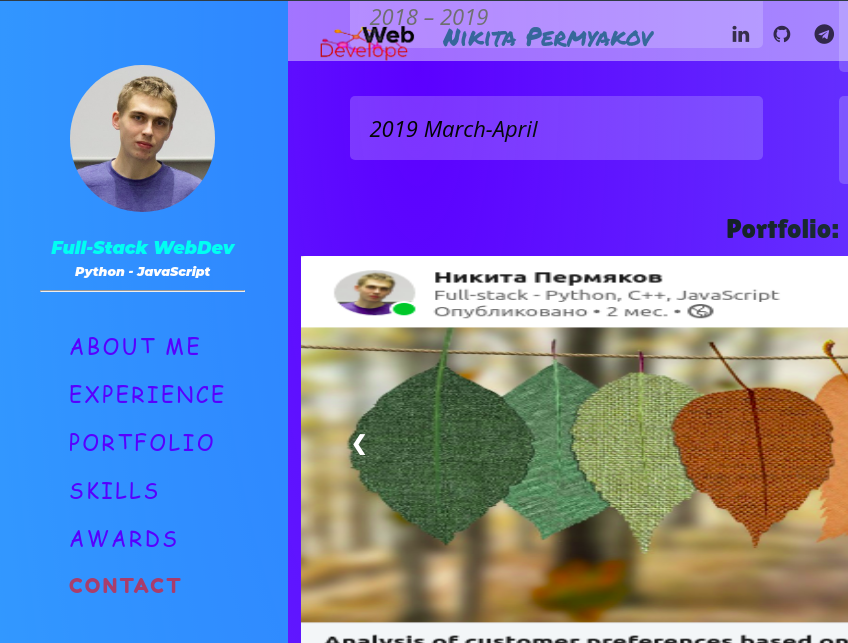 2018 – 2019
Web
Develope
Nikita Permyakov
2019 March-April
Full-Stack WebDev
Python - JavaScript
ABOUT ME
EXPERIENCE
PORTFOLIO
SKILLS
AWARDS
CONTACT
Portfolio:
Никита Пермяков
Full-stack - Python, C++, JavaScript
Опубликовано • 2 мес. •
Analysis of customer preferences based on